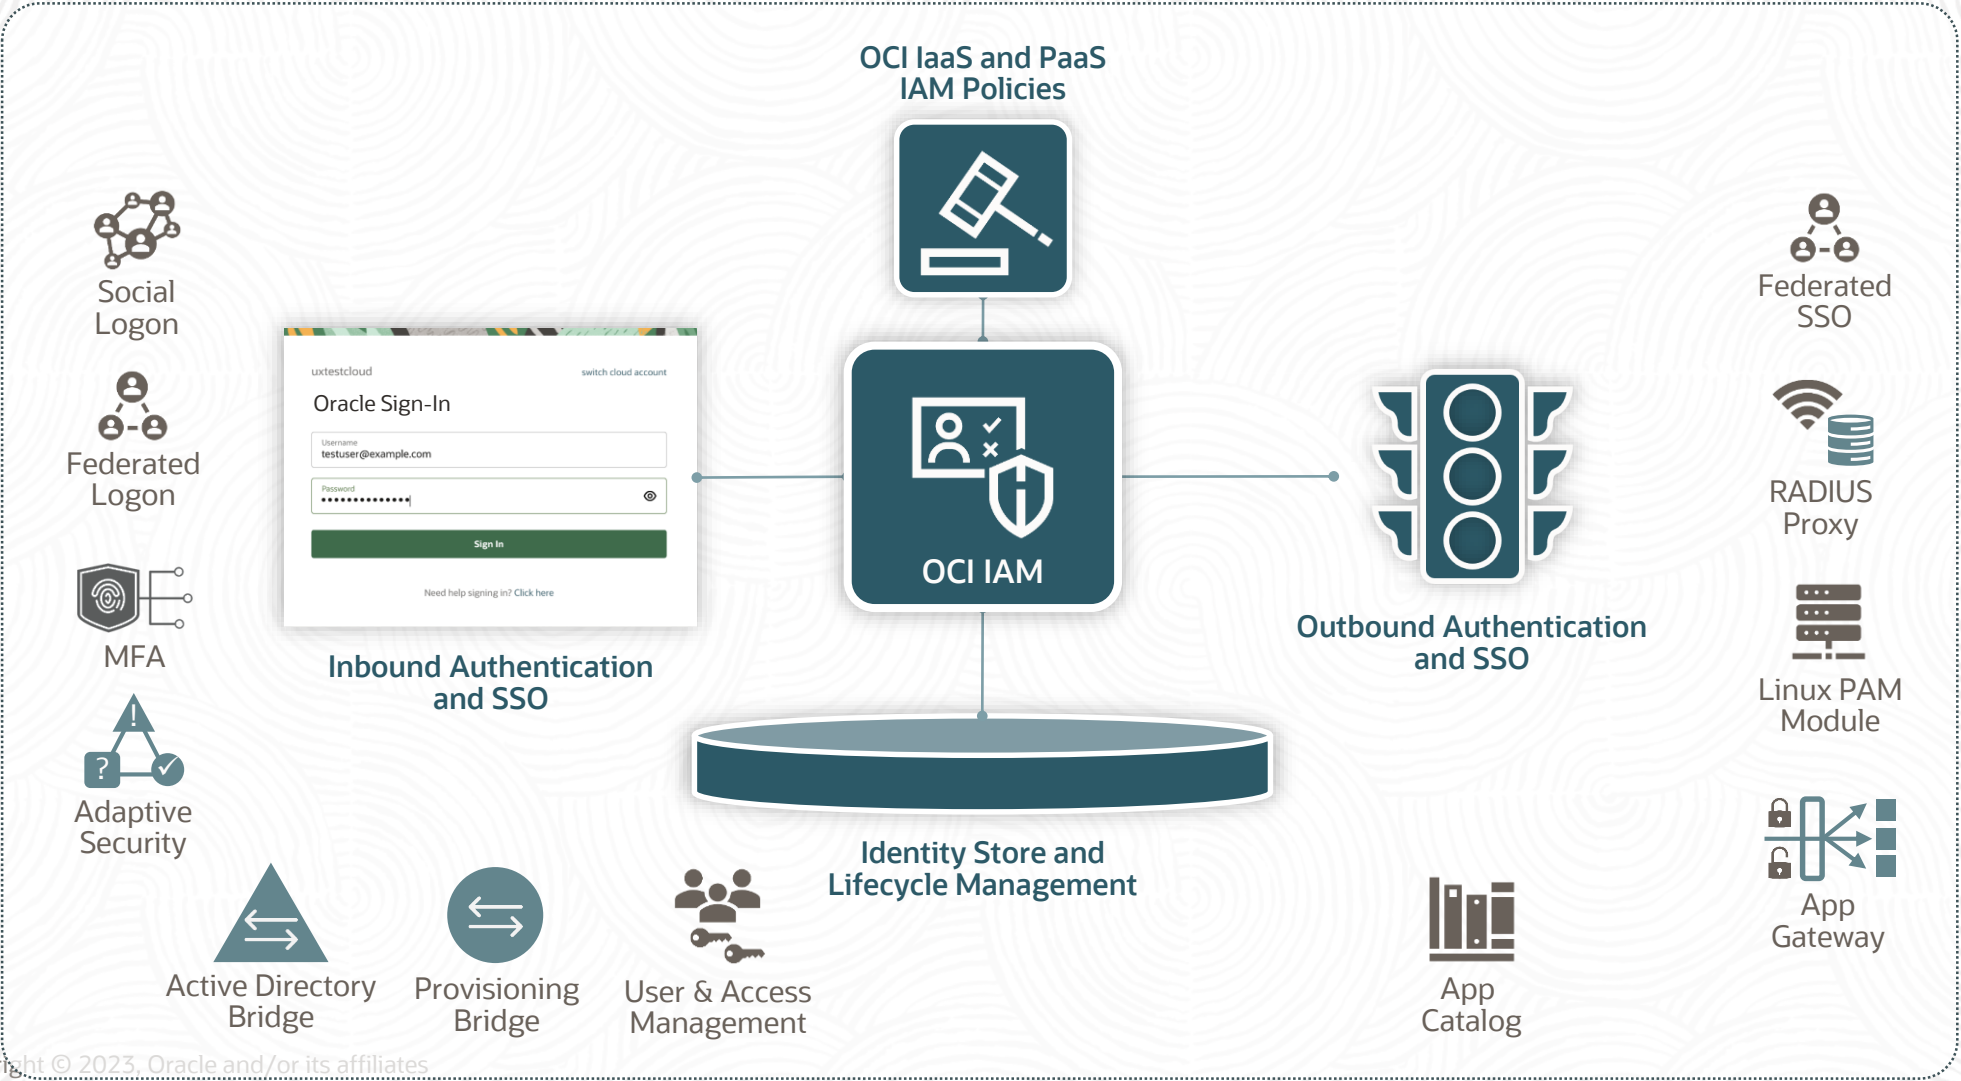 OCI IaaS and PaaS
IAM Policies
Social
Logon
Federated
Logon
MFA
Adaptive
Security
uxtestcloud
switch cloud account
Oracle Sign-In
Username
testuser@example.com
Password
Sign In
Need help signing in? Click here
Inbound Authentication
and SSO
OCI IAM
Outbound Authentication
and SSO
Federated
SSO
RADIUS
Proxy
Linux PAM
Module
App
Gateway
Identity Store and
Lifecycle Management
Active Directory
Bridge
Provisioning
Bridge
User & Access
Management
App
Catalog
ight © 2023, Oracle and/or its affiliates